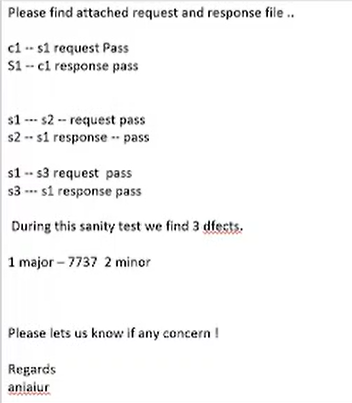 Please find attached request and response file ..
c1 -- s1 request Pass
S1 -- c1 response pass
s1 --- s2 -- request pass
s2 -- s1 response -- pass
s1 -- s3 request  pass
s3 --- s1 response pass
During this sanity test we find 3 dfects.
1 major – 7737  2 minor
Please lets us know if any concern !
Regards
aniaiur